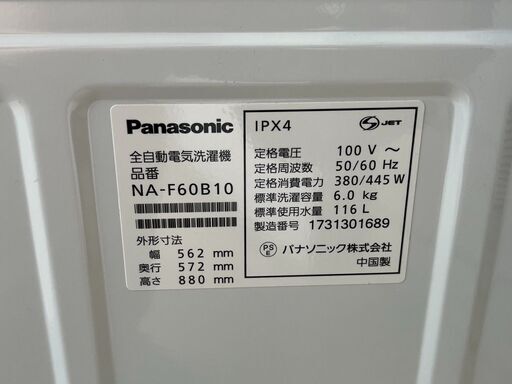 Panasonic
全自動電気洗濯機
品番
NA-F60B10
外形寸法
幅 562 mm
奥行 572 mm
高さ 880 mm
IPX4
S JET
定格電圧 100 V ～
定格周波数 50/60 Hz
定格消費電力 380/445 W
標準洗濯容量 6.0 kg
標準使用水量 116 L
製造番号 1731301689
PS E パナソニック株式会社
中国製